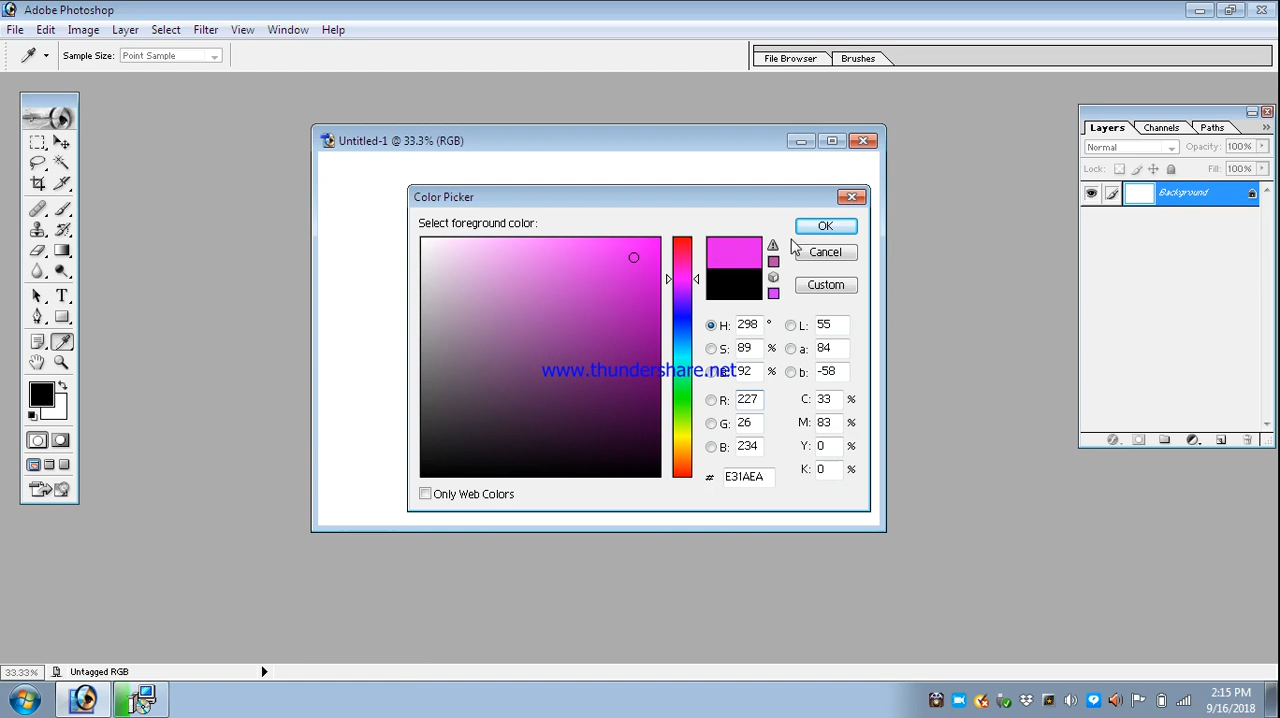 Adobe Photoshop
File Edit Image Layer Select Filter View Window Help
Sample Size: Point Sample
File Browser Brushes
Untitled-1 @ 33.3% (RGB)
Layers Channels Paths
Normal Opacity: 100%
Lock: Fill: 100%
Background
Color Picker
Select foreground color:
OK
Cancel
Custom
H: 298 ° L: 55
S: 89 % a: 84
92 % b: -58
www.thundershare.net
R: 227 C: 33 %
G: 26 M: 83 %
B: 234 Y: 0 %
K: 0 %
# E31AEA
Only Web Colors
33.33% Untagged RGB
2:15 PM
9/16/2018